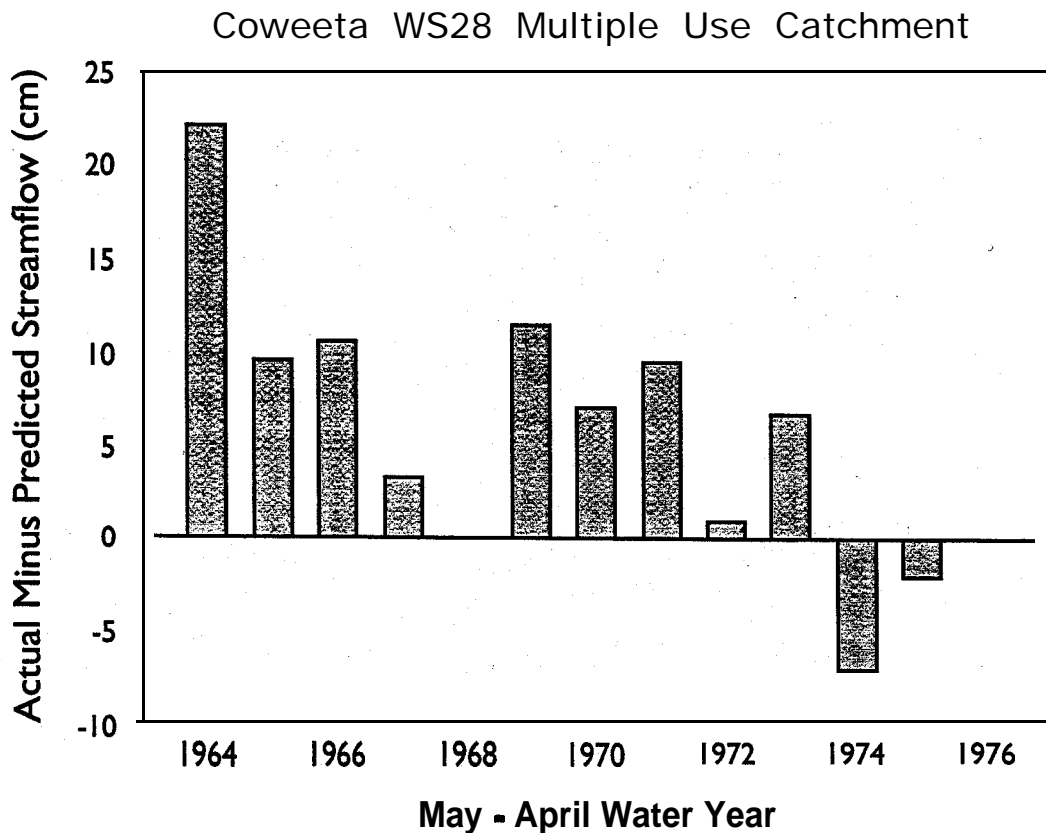 Coweeta WS28 Multiple Use Catchment
Actual Minus Predicted Streamflow (cm)
25
20
15
10
5
0
-5
-10
1964 1966 1968 1970 1972 1974 1976
May - April Water Year